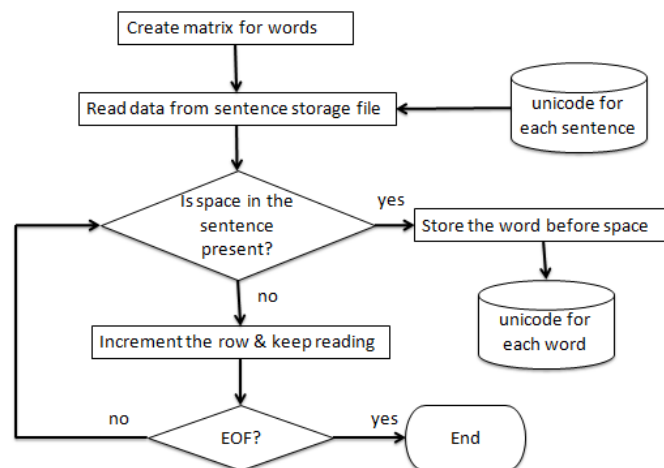 Create matrix for words
Read data from sentence storage file
unicode for
each sentence
Is space in the
sentence
present?
yes
Store the word before space
no
unicode for
each word
Increment the row & keep reading
no
EOF?
yes
End